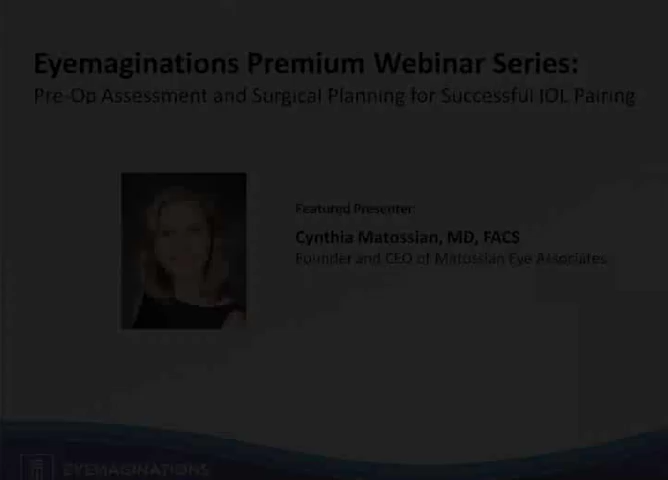 Eyemaginations Premium Webinar Series:
Pre-Op Assessment and Surgical Planning for Successful IOL Pairing
Featured Presenter:
Cynthia Matossian, MD, FACS
Founder and CEO of Matossian Eye Associates
EYEMAGINATIONS